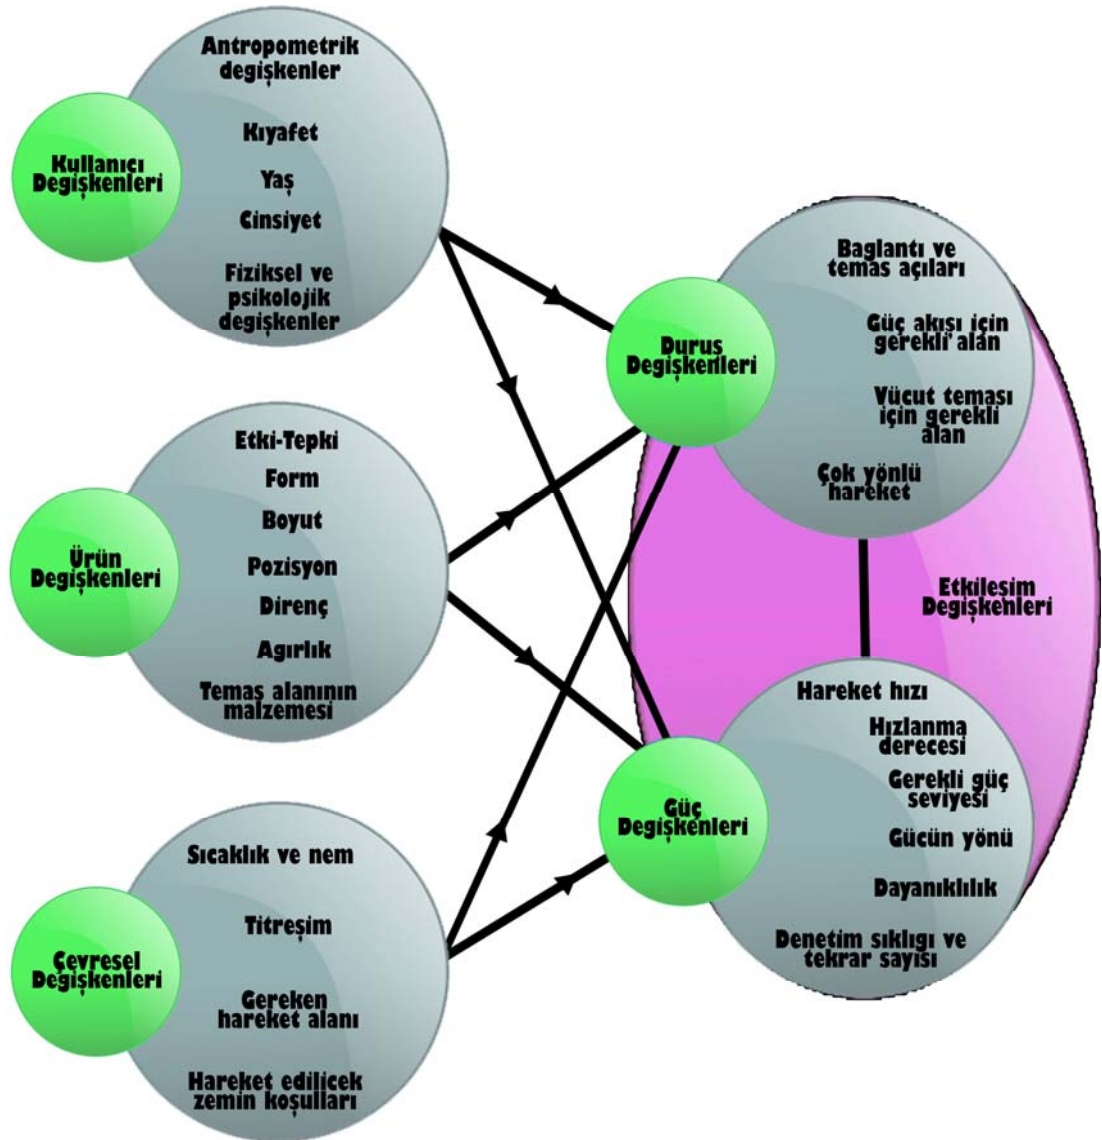 Antropometrik
degişkenler
Kıyafet
Yaş
Cinsiyet
Fiziksel ve
psikolojik
degişkenler
Kullanıcı
Degişkenleri
Etki-Tepki
Form
Boyut
Pozisyon
Direnç
Agırlık
Temas alanının
malzemesi
Ürün
Degişkenleri
Sıcaklık ve nem
Titreşim
Gereken
hareket alanı
Hareket edilicek
zemin koşulları
Çevresel
Degişkenleri
Baglantı ve
temas açıları
Güç akışı için
gerekli alan
Vücut teması
için gerekli
alan
Çok yönlü
hareket
Duruş
Degişkenleri
Etkileşim
Degişkenleri
Hareket hızı
Hızlanma
derecesi
Gerekli güç
seviyesi
Gücün yönü
Dayanıklılık
Denetim sıklıgı ve
tekrar sayısı
Güç
Degişkenleri